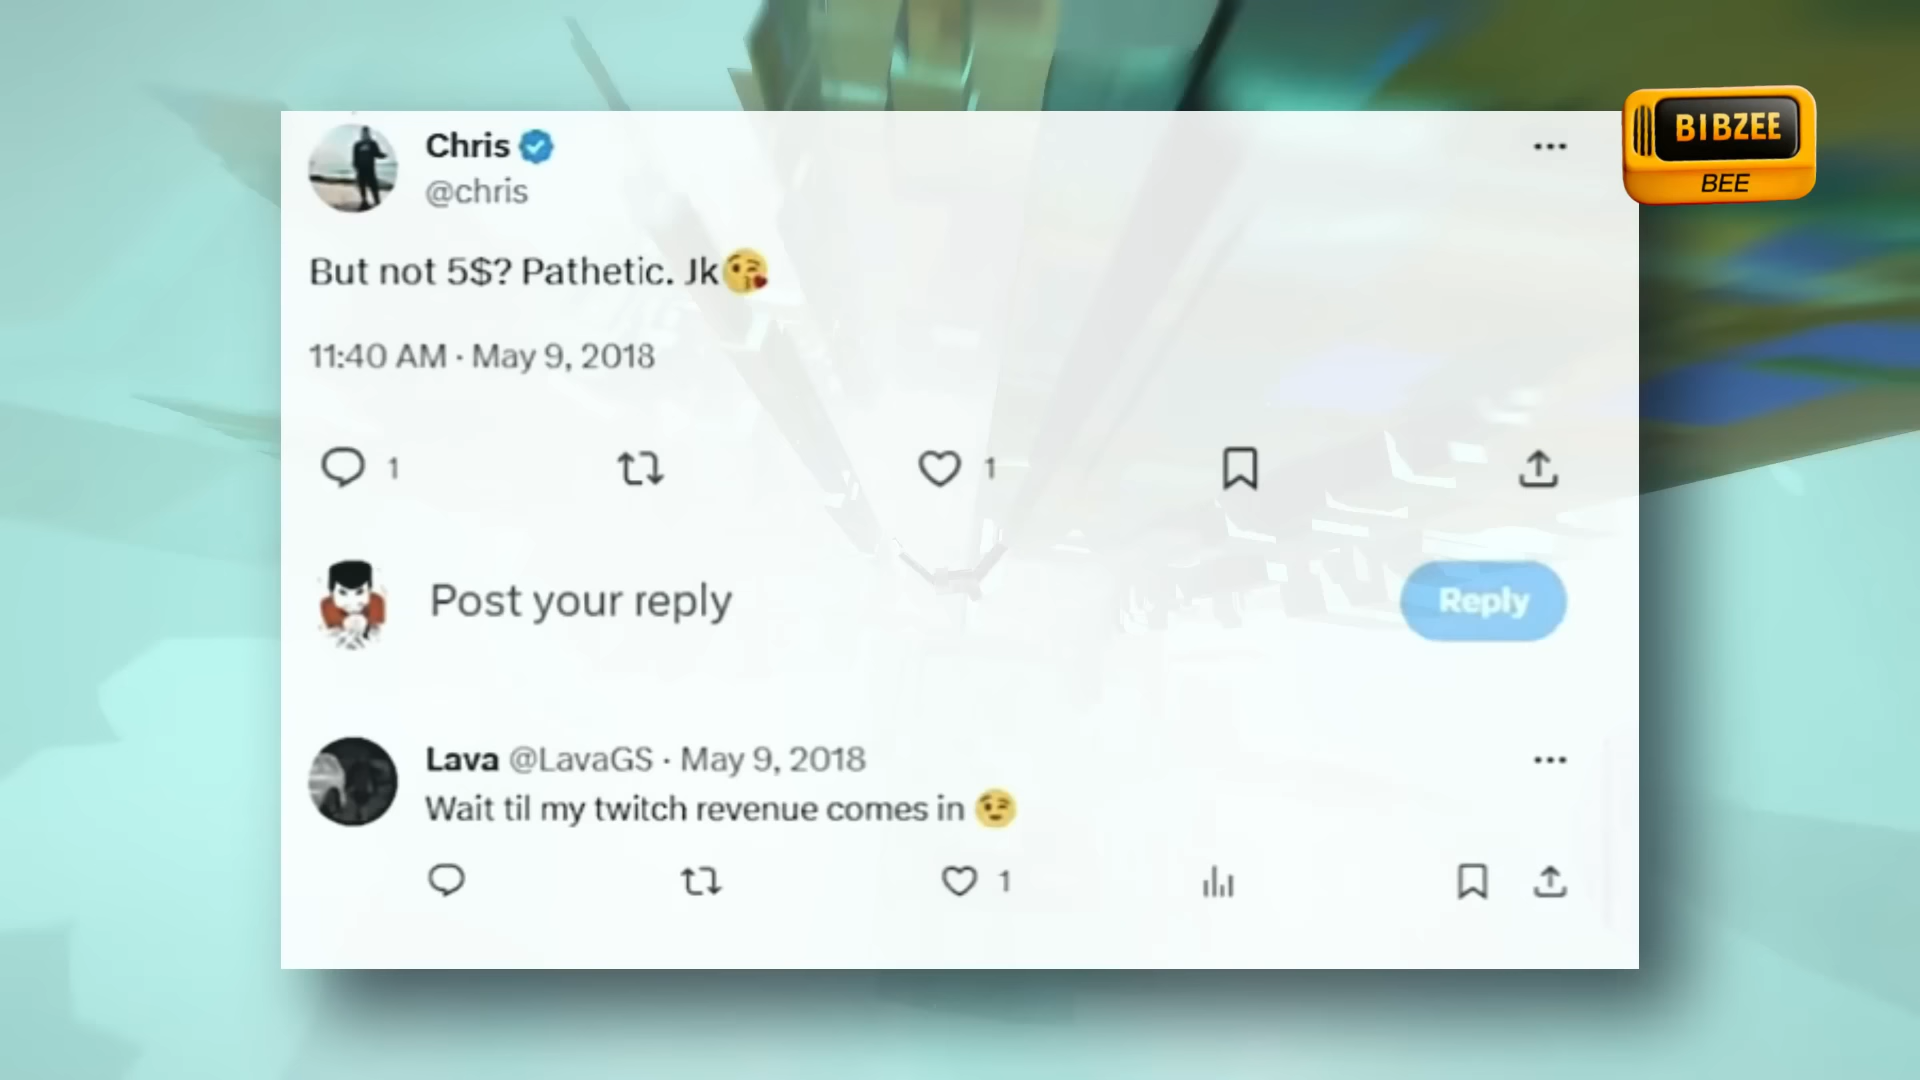 BIBZEE
BEE
Chris
@chris
But not 5$? Pathetic. Jk😘
11:40 AM · May 9, 2018
1
1
Post your reply
Reply
Lava @LavaGS · May 9, 2018
Wait til my twitch revenue comes in 😉
1